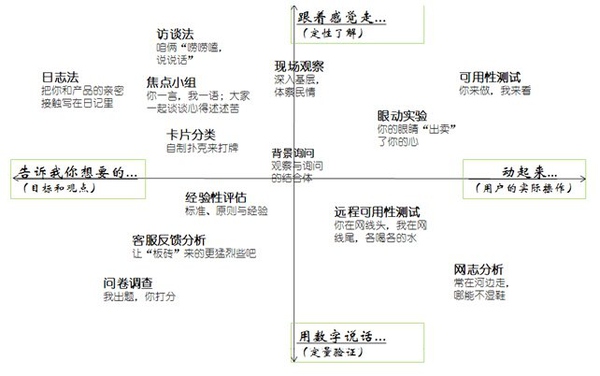 跟着感觉走...
(定性了解)
访谈法
咱俩“唠唠嗑，
说说话”
日志法
把你和产品的亲密
接触写在日记里
焦点小组
你一言，我一语；大家
一起谈谈心得述述苦
现场观察
深入基层，
体察民情
可用性测试
你来做，我来看
眼动实验
你的眼睛“出卖”
了你的心
卡片分类
自制扑克来打牌
背景询问
观察与询问
的结合体
告诉我你想要的...
(目标和观点)
动起来...
(用户的实际操作)
经验性评估
标准、原则与经验
远程可用性测试
你在网线头，我在网
线尾，各喝各的水
客服反馈分析
让“板砖”来的更猛烈些吧
网志分析
常在河边走，
哪能不湿鞋
问卷调查
我出题，你打分
用数字说话...
(定量验证)